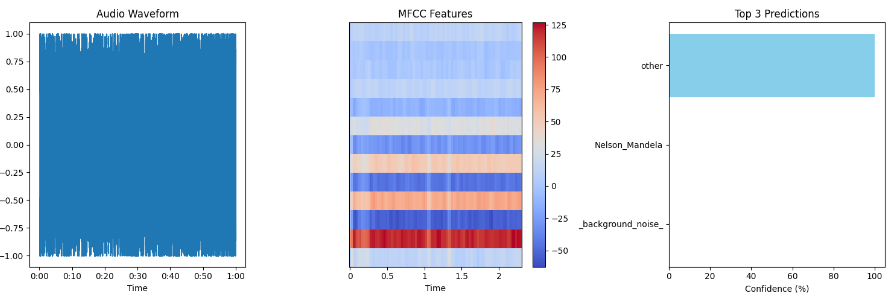 Audio Waveform
1.00
0.75
0.50
0.25
0.00
−0.25
−0.50
−0.75
−1.00
0:00 0:10 0:20 0:30 0:40 0:50 1:00
Time
MFCC Features
0 0.5 1 1.5 2
Time
125
100
75
50
25
0
−25
−50
Top 3 Predictions
other
Nelson_Mandela
_background_noise_
0 20 40 60 80 100
Confidence (%)